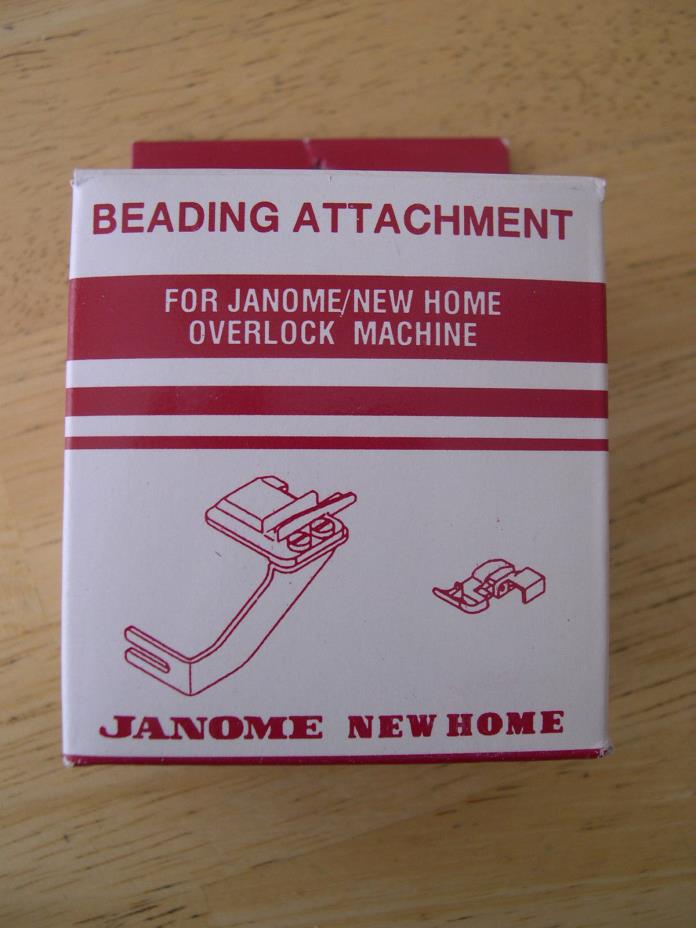 BEADING ATTACHMENT
FOR JANOME/NEW HOME
OVERLOCK MACHINE
JANOME NEW HOME